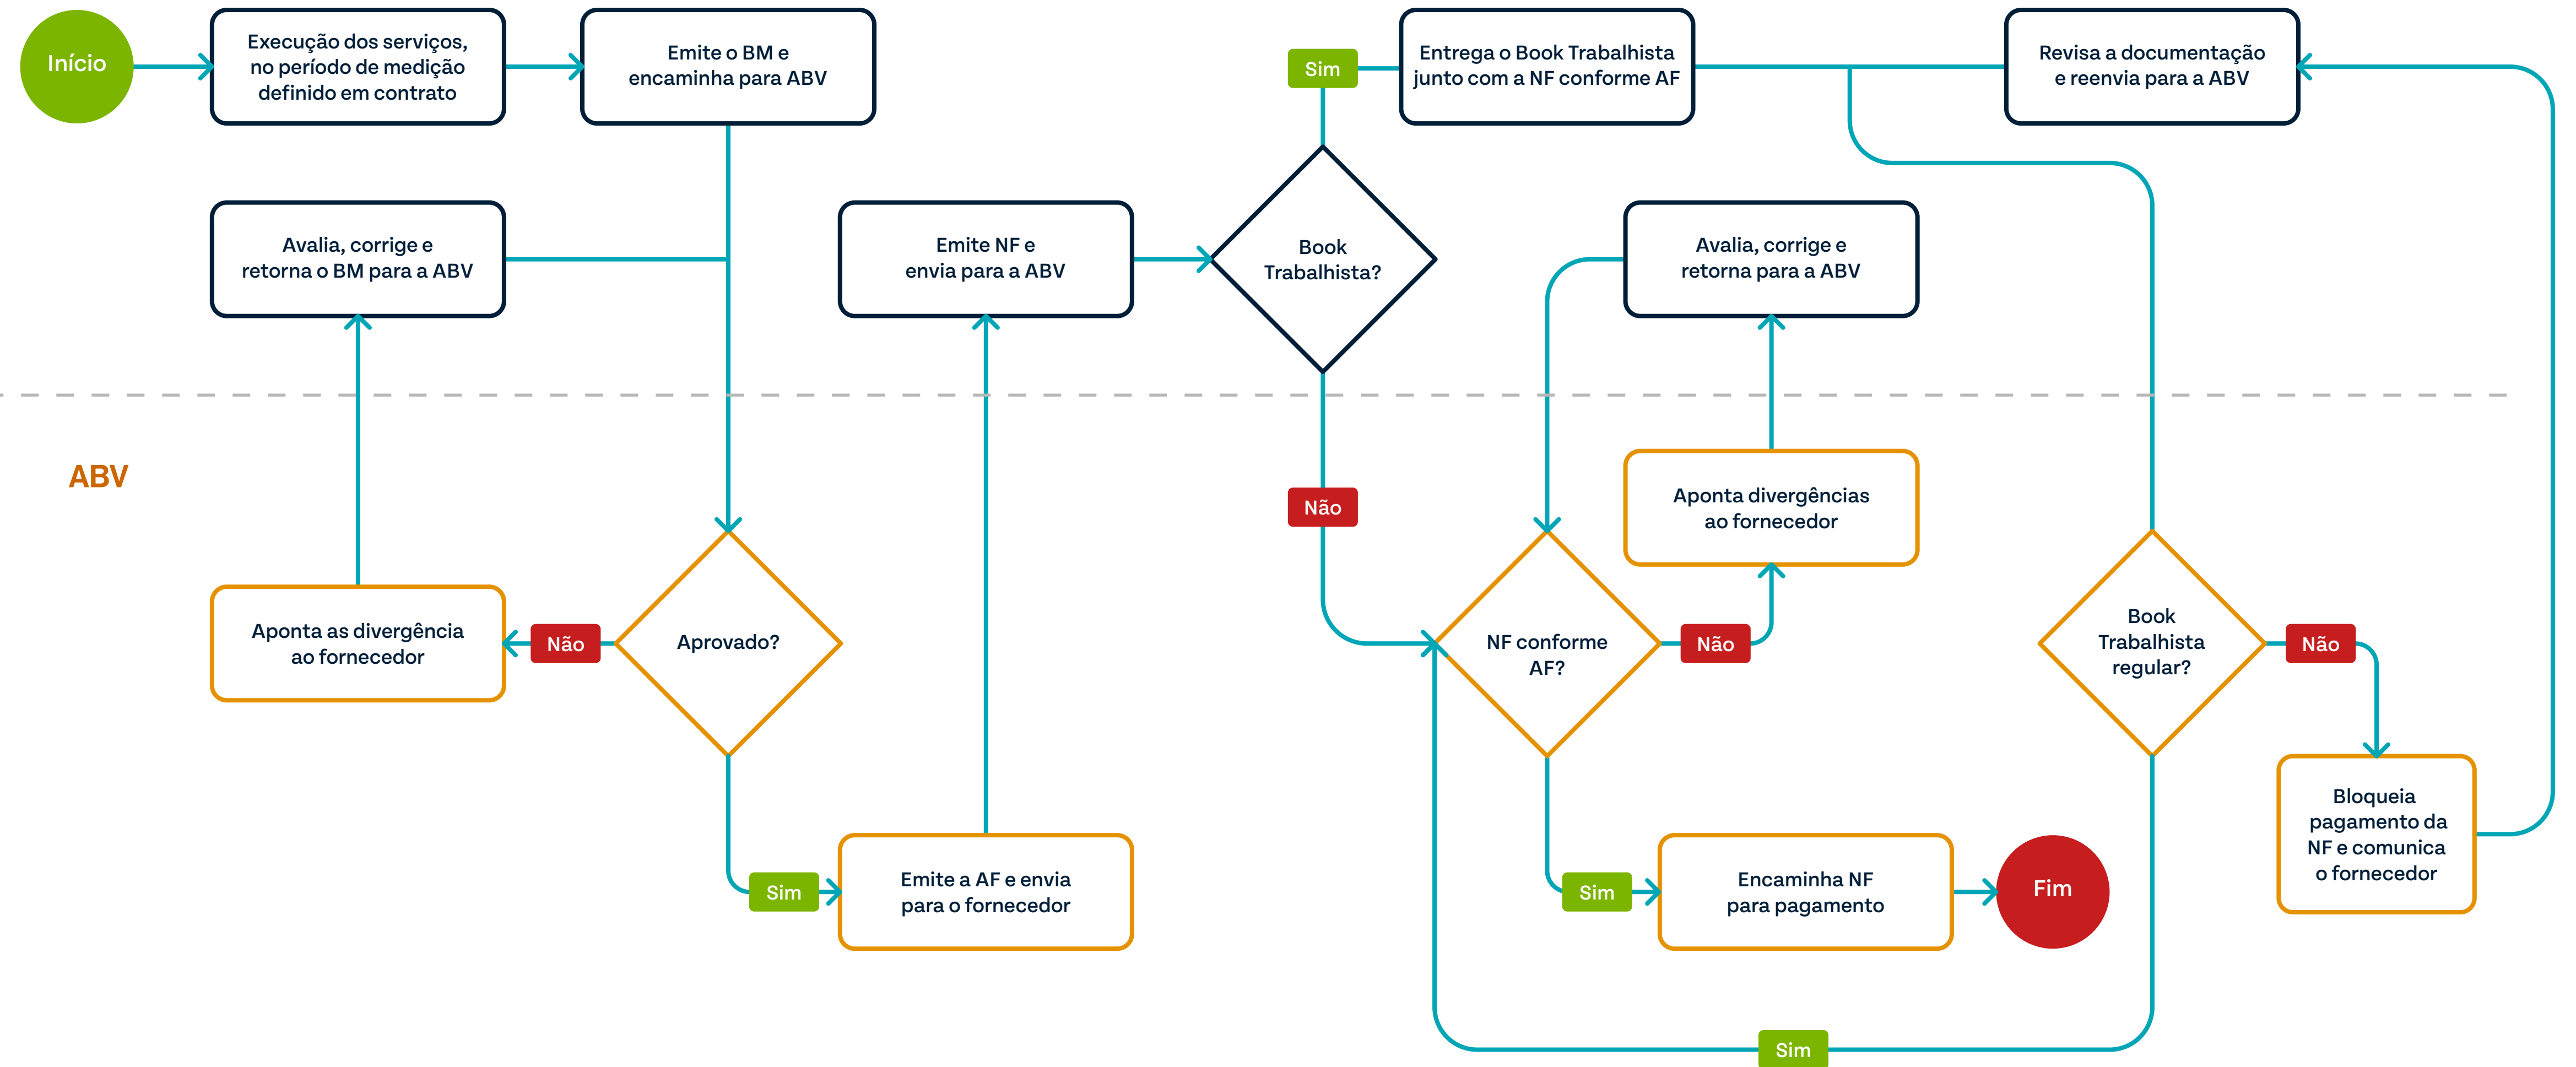 Início
Execução dos serviços,
no período de medição
definido em contrato
Emite o BM e
encaminha para ABV
Sim
Entrega o Book Trabalhista
junto com a NF conforme AF
Revisa a documentação
e reenvia para a ABV
Avalia, corrige e
retorna o BM para a ABV
Emite NF e
envia para a ABV
Book
Trabalhista?
Avalia, corrige e
retorna para a ABV
ABV
Não
Aponta divergências
ao fornecedor
Aponta as divergência
ao fornecedor
Não
Aprovado?
NF conforme
AF?
Não
Book
Trabalhista
regular?
Não
Sim
Emite a AF e envia
para o fornecedor
Sim
Encaminha NF
para pagamento
Fim
Bloqueia
pagamento da
NF e comunica
o fornecedor
Sim